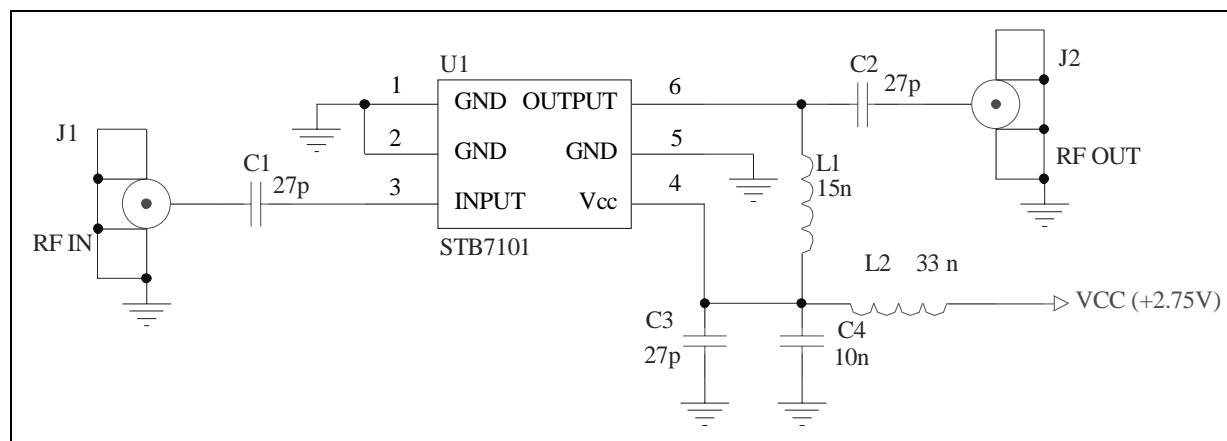 U1
1
GND
OUTPUT
6
2
GND
GND
5
3
INPUT
Vcc
4
STB7101
J1
C1
27p
RF IN
C2
27p
J2
RF OUT
L1
15n
L2 33 n
VCC (+2.75V)
C3
27p
C4
10n